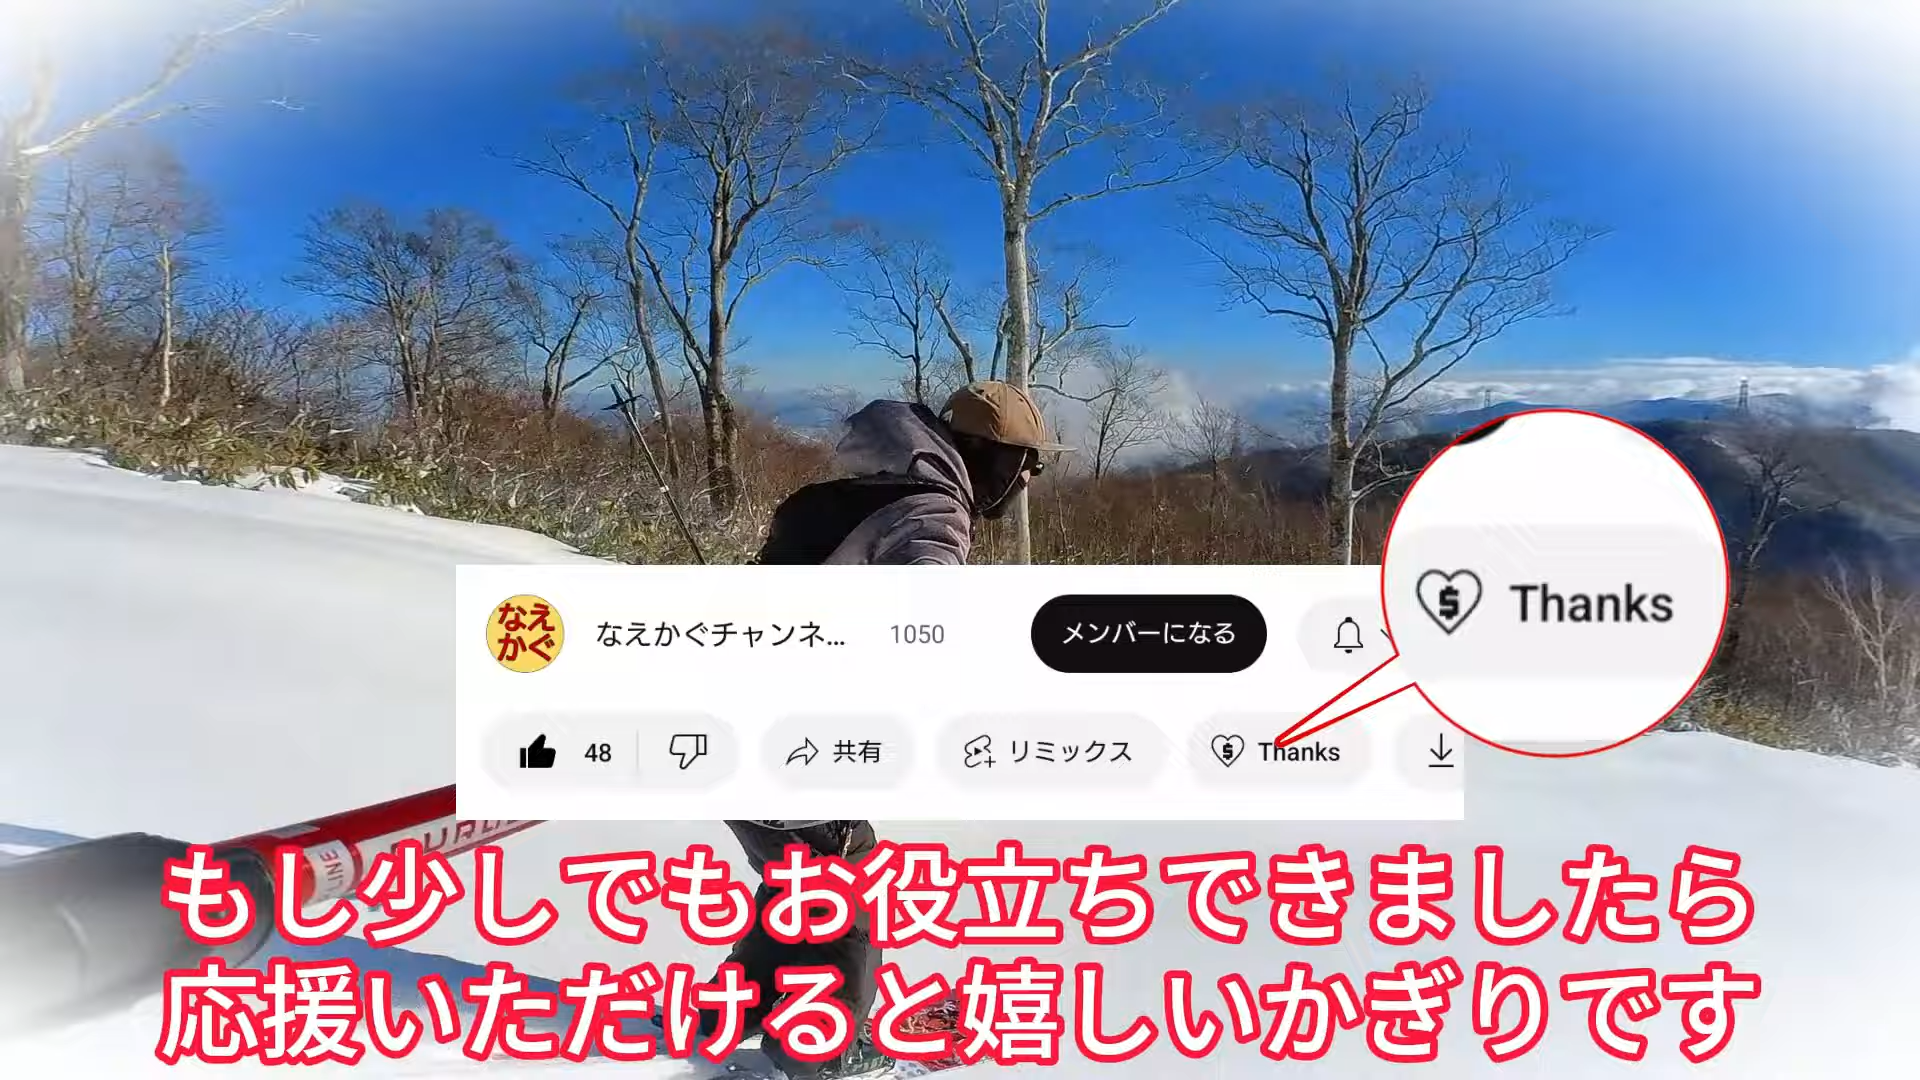 Thanks
なえ
かぐ
なえかぐチャンネ... 1050 メンバーになる
48 共有 リミックス Thanks
LINE
もし少しでもお役立ちできましたら
応援いただけると嬉しいかぎりです